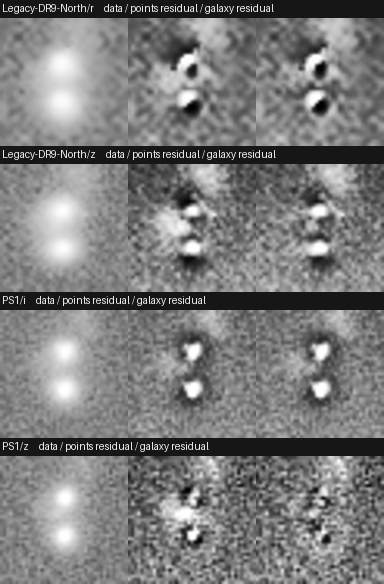 Legacy-DR9-North/r data / points residual / galaxy residual
Legacy-DR9-North/z data / points residual / galaxy residual
PS1/i data / points residual / galaxy residual
PS1/z data / points residual / galaxy residual